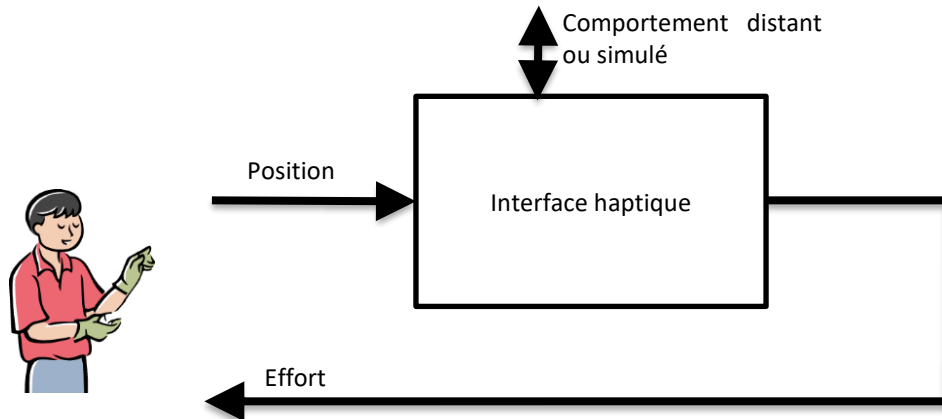 Comportement distant
ou simulé
Position
Interface haptique
Effort